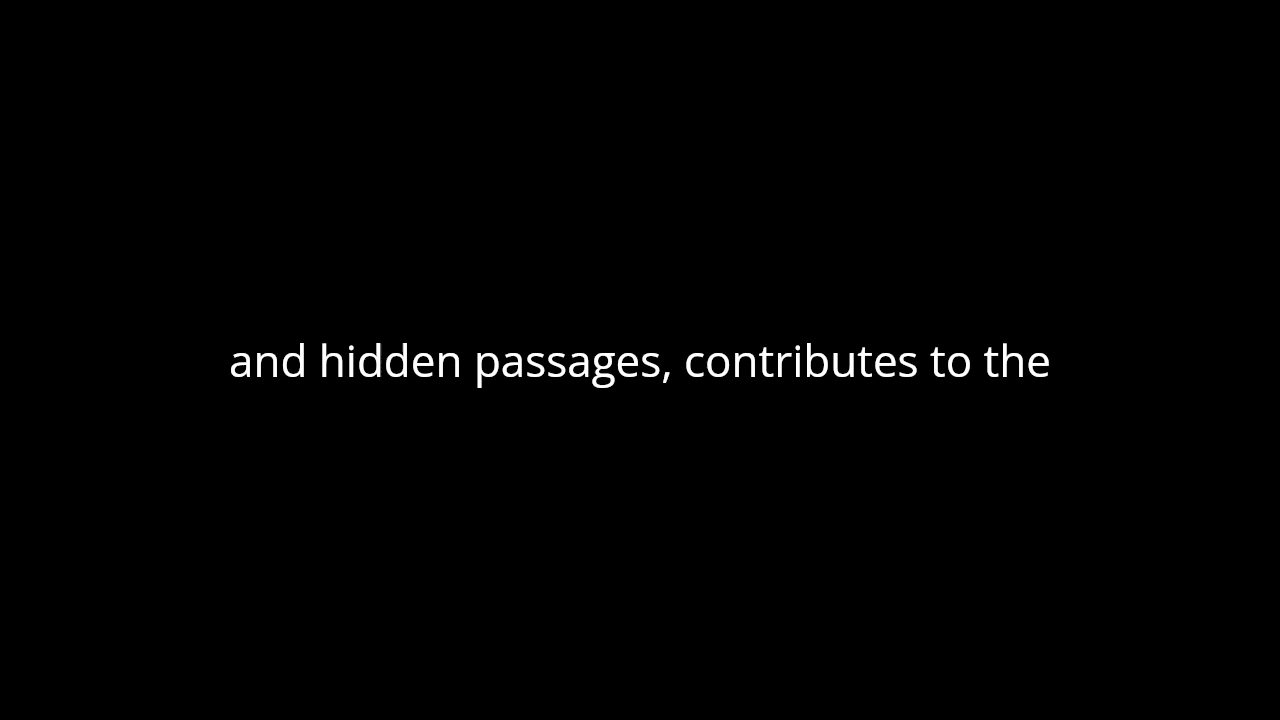 and hidden passages, contributes to the